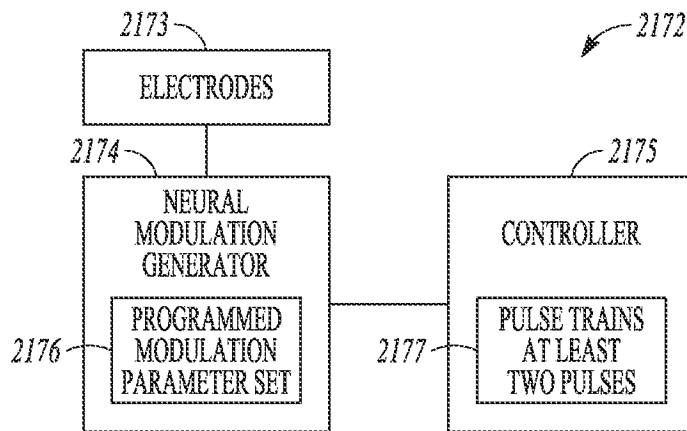 2173
2172
ELECTRODES
2174
2175
NEURAL
MODULATION
GENERATOR
CONTROLLER
2176
PROGRAMMED
MODULATION
PARAMETER SET
2177
PULSE TRAINS
AT LEAST
TWO PULSES